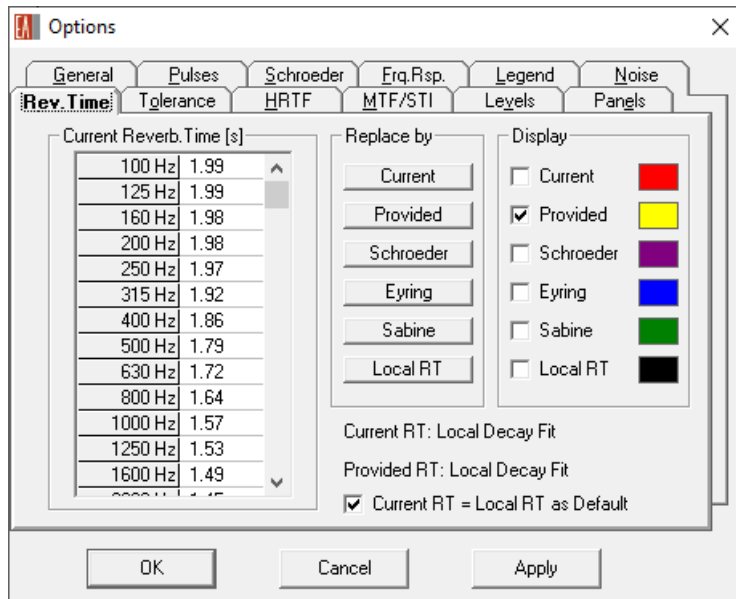 EA Options
General Pulses Schroeder Frq.Rsp. Legend Noise
Rev.Time Tolerance HRTF MTF/STI Levels Panels
Current Reverb.Time [s]
100 Hz 1.99
125 Hz 1.99
160 Hz 1.98
200 Hz 1.98
250 Hz 1.97
315 Hz 1.92
400 Hz 1.86
500 Hz 1.79
630 Hz 1.72
800 Hz 1.64
1000 Hz 1.57
1250 Hz 1.53
1600 Hz 1.49
Replace by
Current
Provided
Schroeder
Eyring
Sabine
Local RT
Display
Current
Provided
Schroeder
Eyring
Sabine
Local RT
Current RT: Local Decay Fit
Provided RT: Local Decay Fit
Current RT = Local RT as Default
OK Cancel Apply